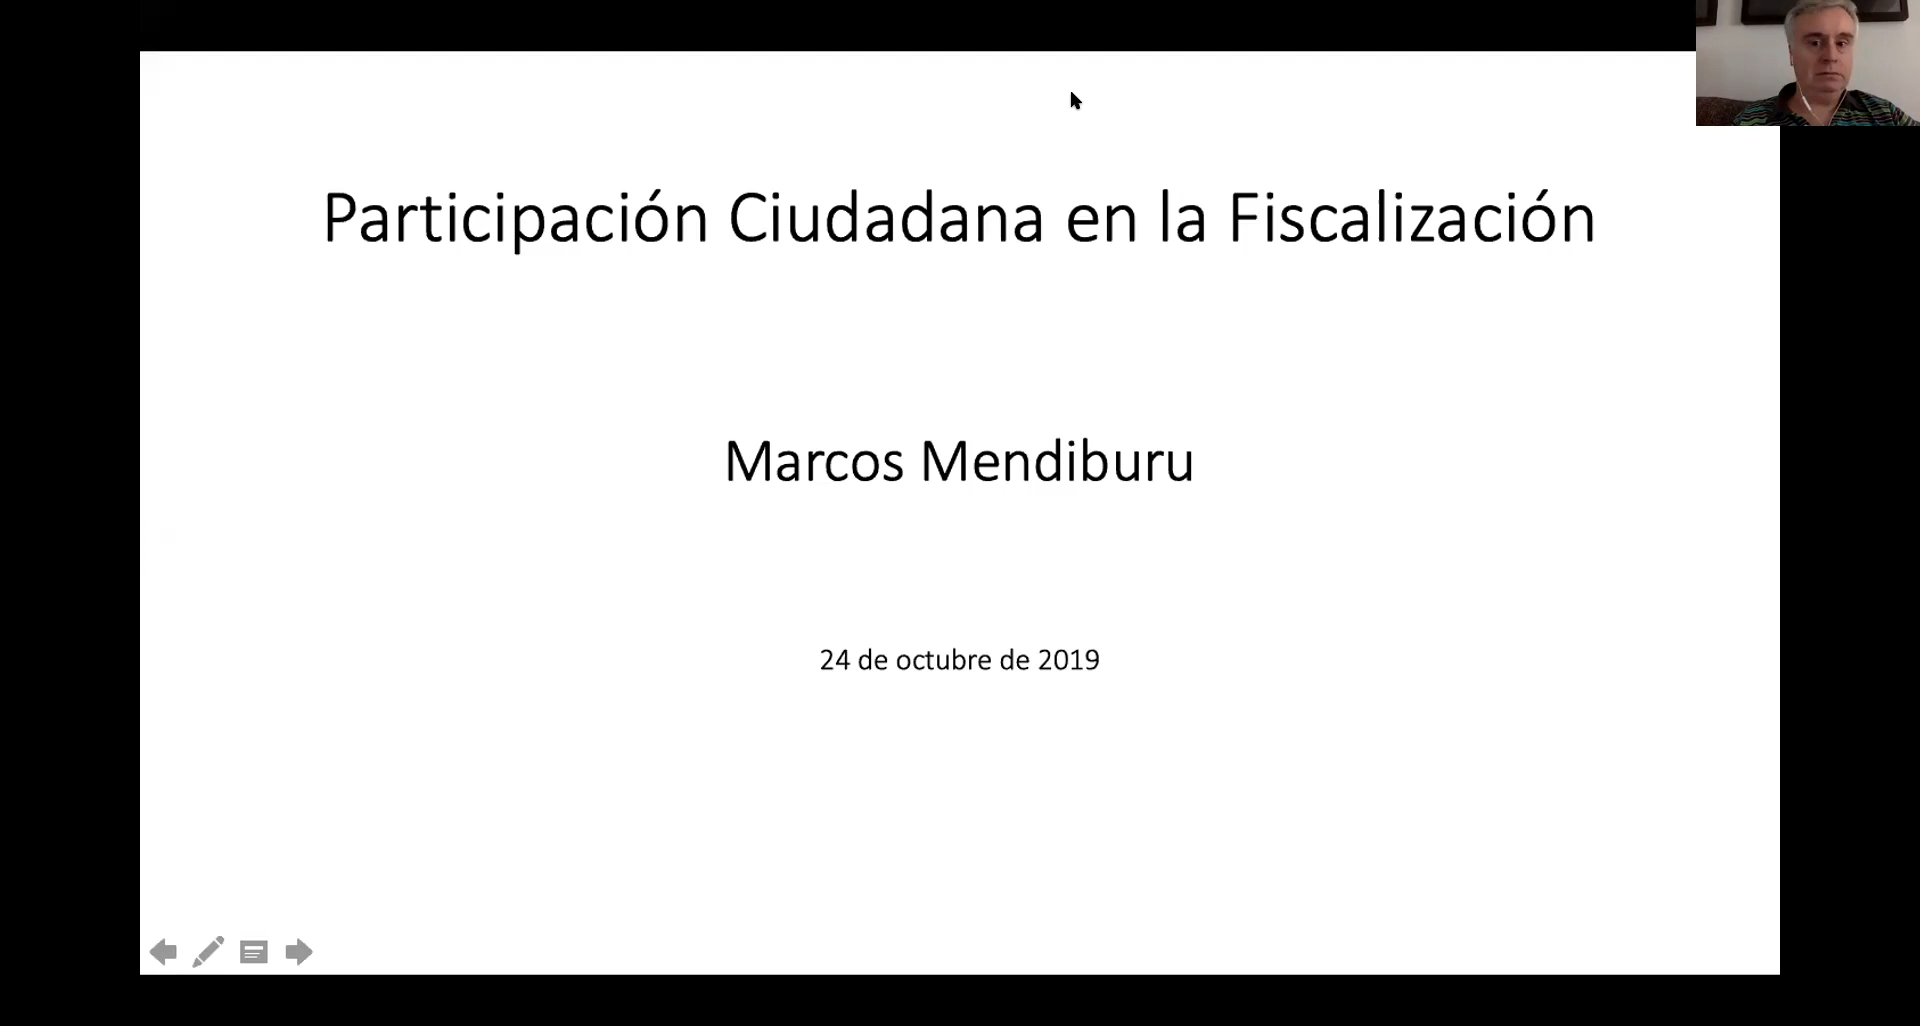 Participación Ciudadana en la Fiscalización
Marcos Mendiburu
24 de octubre de 2019